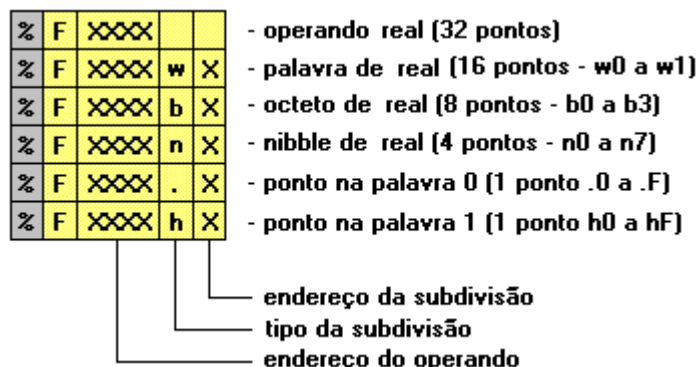 % F XXXX - operando real (32 pontos)
% F XXXX w X - palavra de real (16 pontos - w0 a w1)
% F XXXX b X - octeto de real (8 pontos - b0 a b3)
% F XXXX n X - nibble de real (4 pontos - n0 a n7)
% F XXXX . X - ponto na palavra 0 (1 ponto .0 a .F)
% F XXXX h X - ponto na palavra 1 (1 ponto h0 a hF)
endereço da subdivisão
tipo da subdivisão
endereco do operando